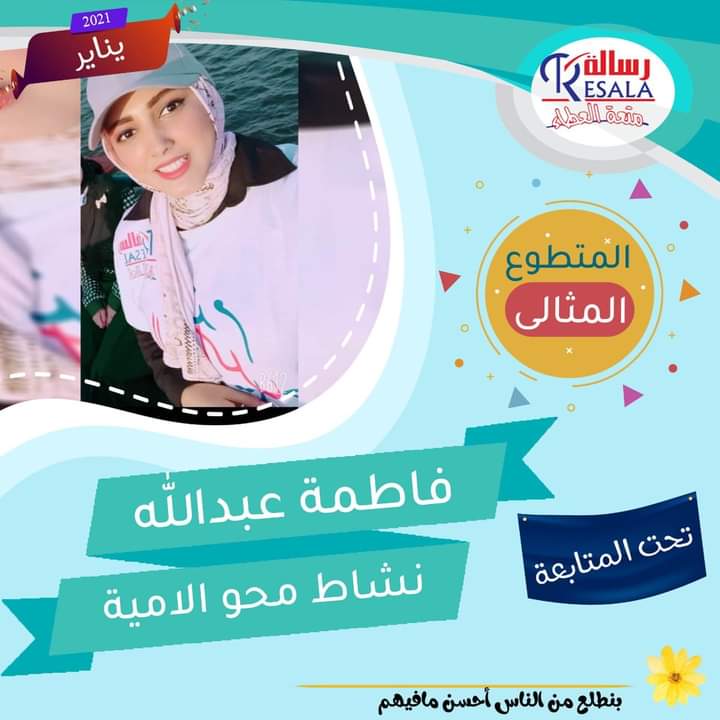 2021
يناير
رسالة
RESALA
متعة العطاء
المتطوع
المثالى
فاطمة عبدالله
نشاط محو الامية
تحت المتابعة
بنطلع من الناس أحسن مافيهم